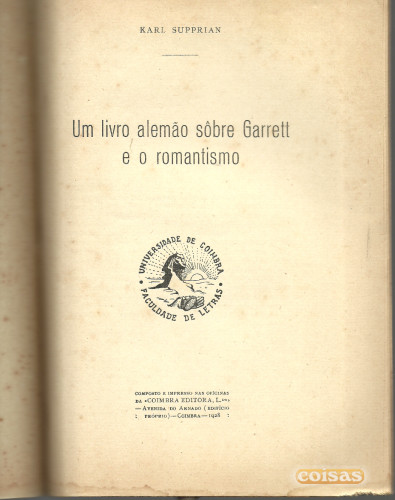 KARL SUPPRIAN
Um livro alemão sôbre Garrett
e o romantismo
• UNIVERSIDADE DE COIMBRA •
FACULDADE DE LETRAS
COMPOSTO E IMPRESSO NAS OFICINAS
DA «COIMBRA EDITORA, L.DA»
— AVENIDA DO ARNADO (EDIFÍCIO
: PRÓPRIO) — COIMBRA — 1928 :
coisas